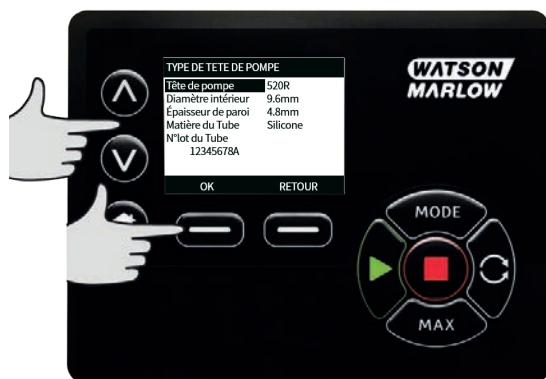 TYPE DE TETE DE POMPE
Tête de pompe 520R
Diamètre intérieur 9.6mm
Épaisseur de paroi 4.8mm
Matière du Tube Silicone
N°lot du Tube
12345678A
OK RETOUR
WATSON
MARLOW
MODE
MAX